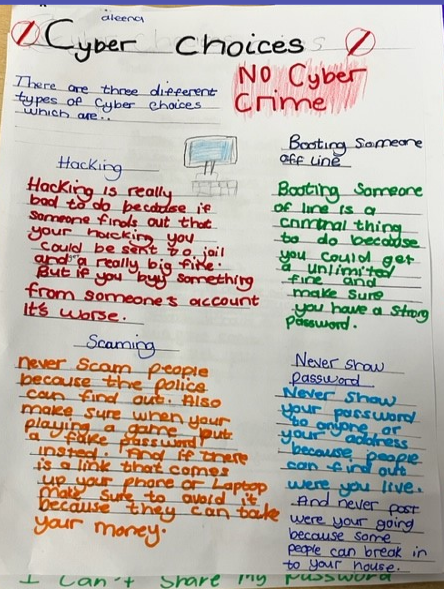 aleena
Cyber choices
No Cyber
Crime
There are three different
types of Cyber choices
which are..
Hacking
Hacking is really
bad to do becabse if
someone finds out that
your hacking you
could be sent to jail
and a really big fine.
But if you buy something
from someone's account
it's worse.
Booting Someone
off Line
Booting Someone
of line is a
criminal thing
to do becabse
you could get
a unlimited
fine and
make sure
you have a strong
password.
Scaming
Never Scam people
because the police
can find out. Also
make sure when your
playing a game put
a fake password
insted. And if there
is a link that comes
up your phone or Laptop
make sure to avoid it
because they can take
your money.
Never show
password
Never Show
your password
to anyone or
your address
because people
can find out
were you live.
And never post
were your going
because some
people can break in
to your house.
I can't share my password